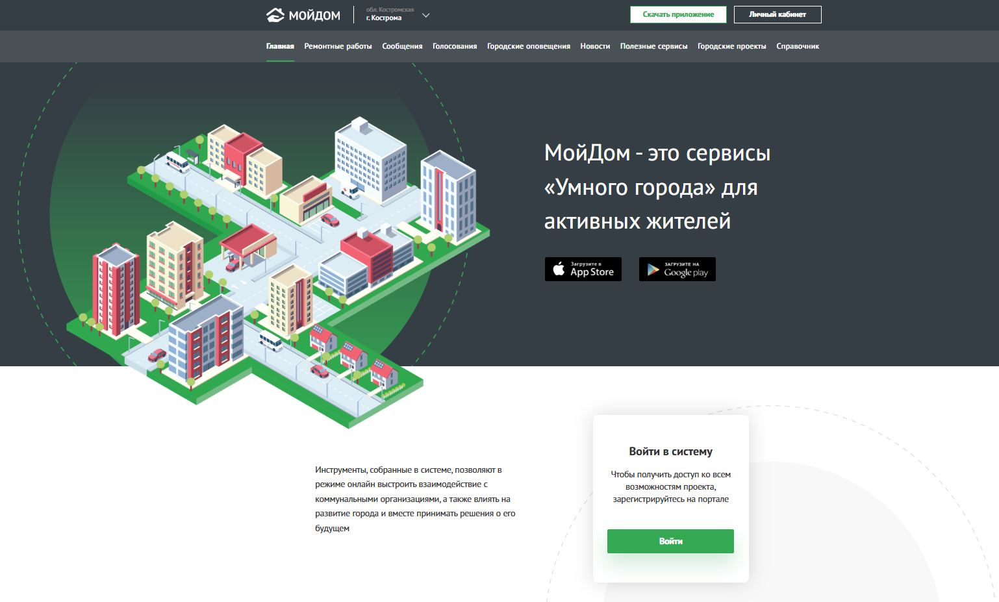 МОЙДОМ
обл. Костромская
г. Кострома
Скачать приложение
Личный кабинет
Главная
Ремонтные работы
Сообщения
Голосования
Городские оповещения
Новости
Полезные сервисы
Городские проекты
Справочник
МойДом - это сервисы
«Умного города» для
активных жителей
Загрузите в
App Store
ЗАГРУЗИТЕ НА
Google play
Инструменты, собранные в системе, позволяют в
режиме онлайн выстроить взаимодействие с
коммунальными организациями, а также влиять на
развитие города и вместе принимать решения о его
будущем
Войти в систему
Чтобы получить доступ ко всем
возможностям проекта,
зарегистрируйтесь на портале
Войти